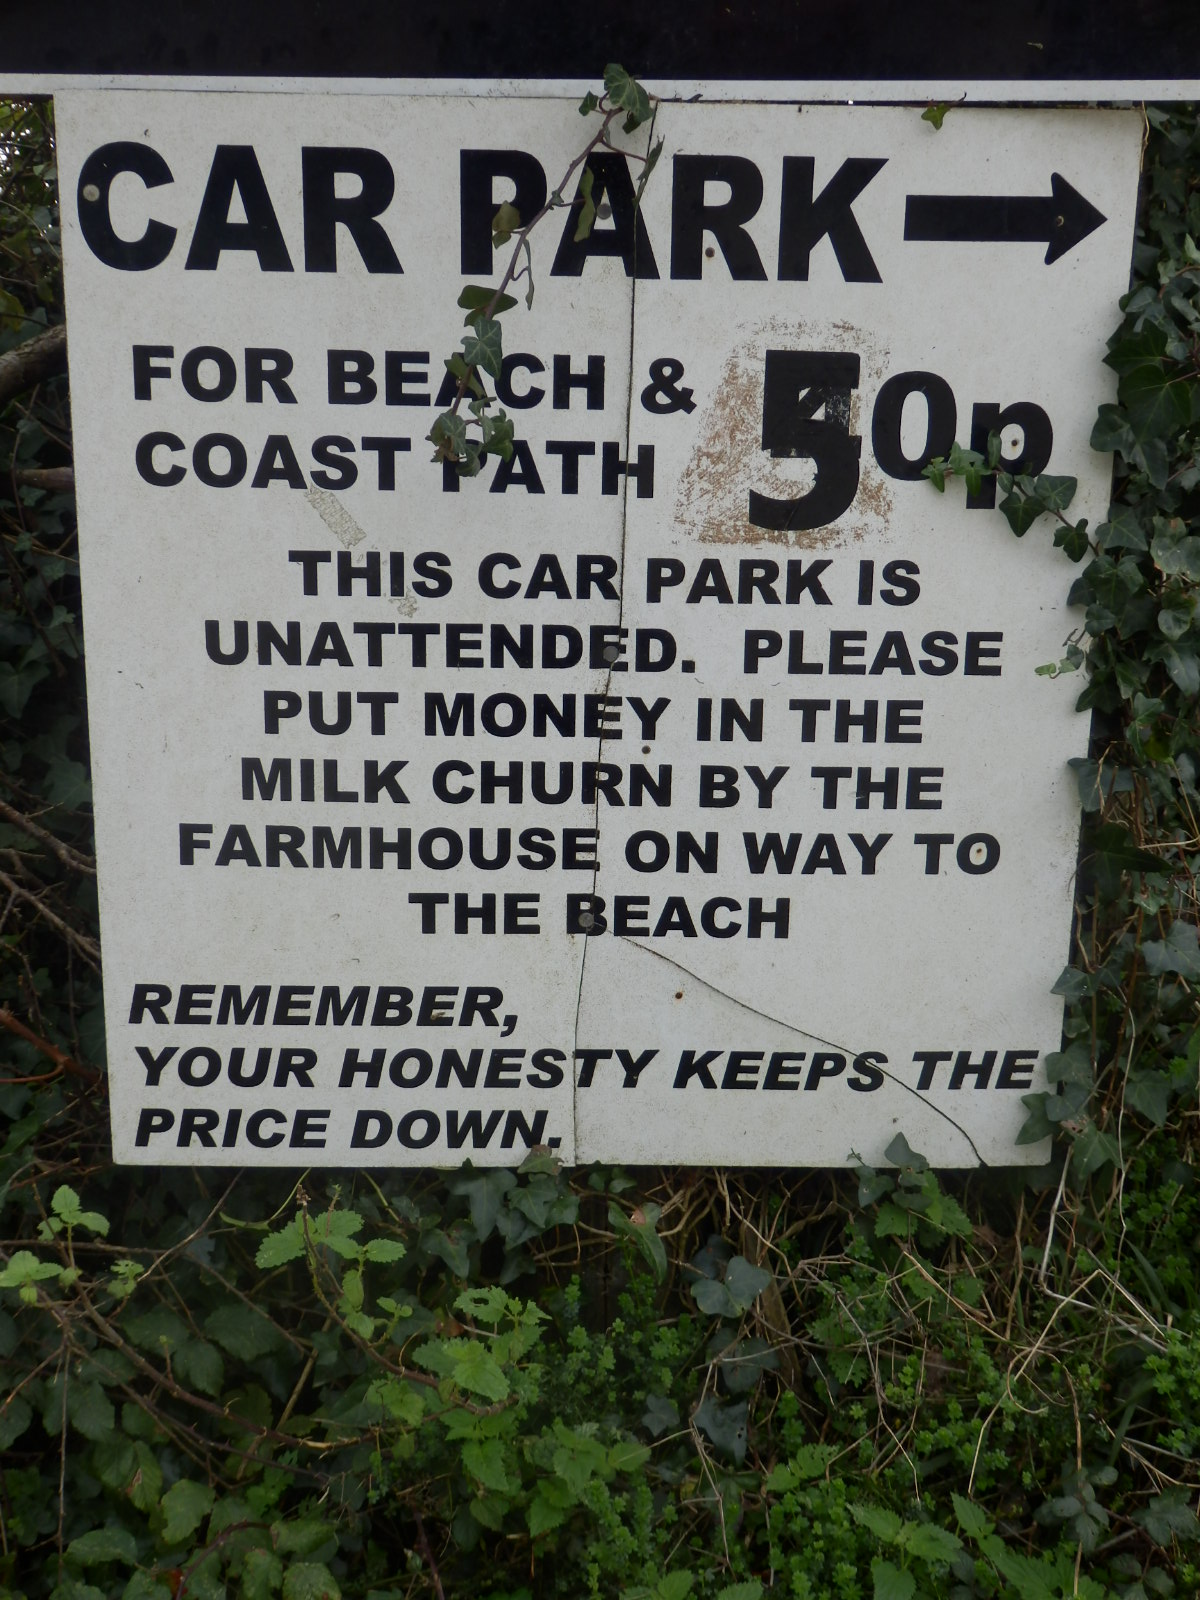 CAR PARK →
FOR BEACH & 50p
COAST PATH
THIS CAR PARK IS
UNATTENDED. PLEASE
PUT MONEY IN THE
MILK CHURN BY THE
FARMHOUSE ON WAY TO
THE BEACH
REMEMBER,
YOUR HONESTY KEEPS THE
PRICE DOWN.